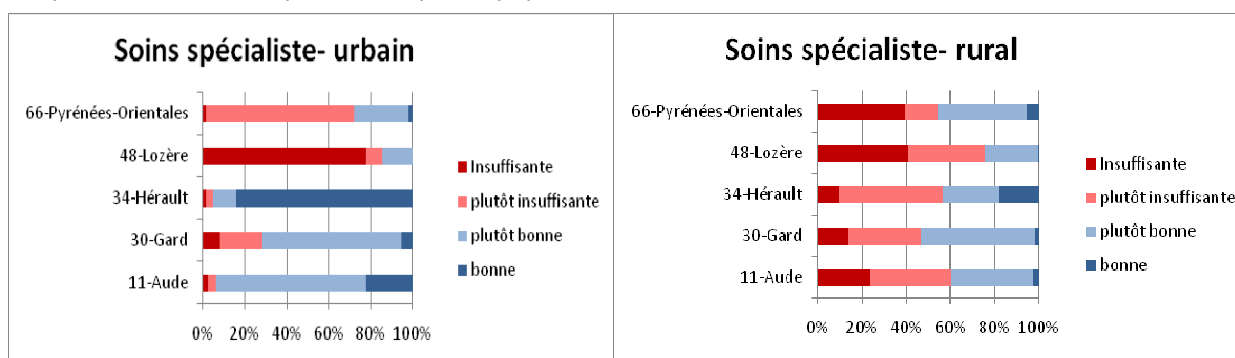 Soins spécialiste- urbain
66-Pyrénées-Orientales
48-Lozère
34-Hérault
30-Gard
11-Aude
0% 20% 40% 60% 80% 100%
Insuffisante
plutôt insuffisante
plutôt bonne
bonne
Soins spécialiste- rural
66-Pyrénées-Orientales
48-Lozère
34-Hérault
30-Gard
11-Aude
0% 20% 40% 60% 80% 100%
Insuffisante
plutôt insuffisante
plutôt bonne
bonne